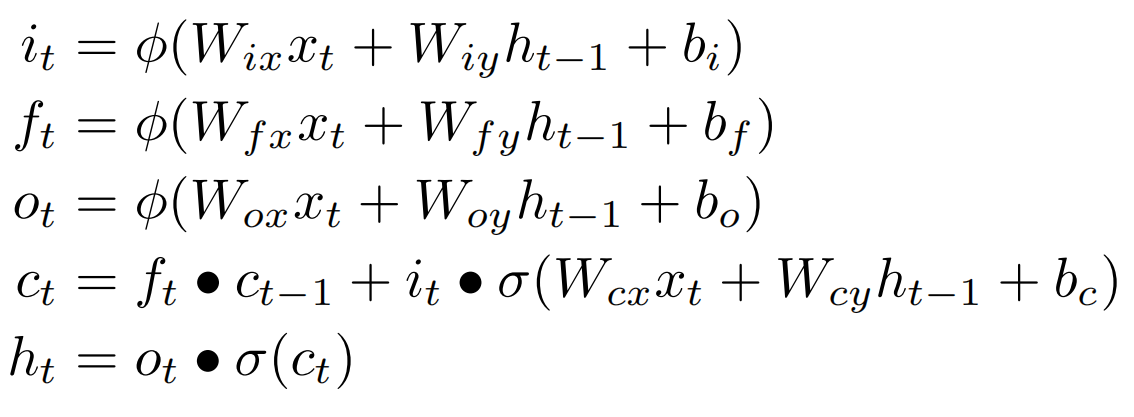 i_t = ϕ(W_{ix}x_t + W_{iy}h_{t−1} + b_i)
f_t = ϕ(W_{fx}x_t + W_{fy}h_{t−1} + b_f)
o_t = ϕ(W_{ox}x_t + W_{oy}h_{t−1} + b_o)
c_t = f_t • c_{t−1} + i_t • σ(W_{cx}x_t + W_{cy}h_{t−1} + b_c)
h_t = o_t • σ(c_t)